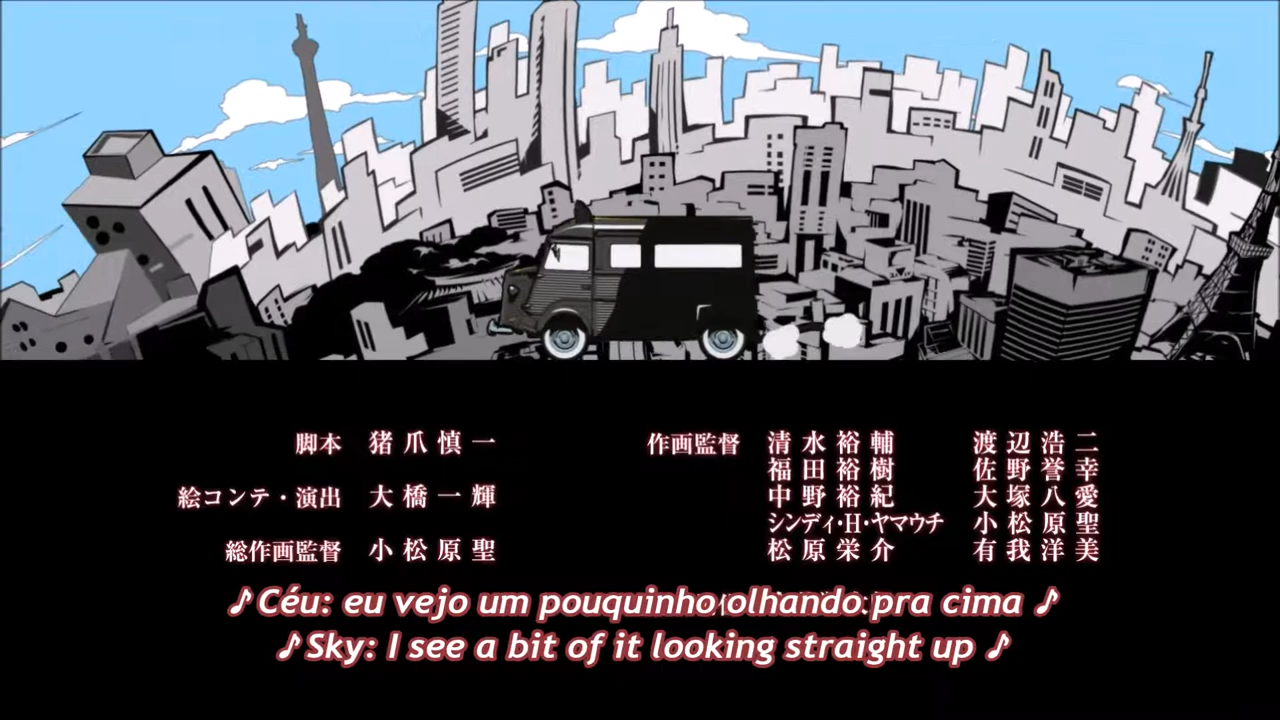 脚本 猪爪慎一
絵コンテ・演出 大橋一輝
総作画監督 小松原聖
作画監督 清水裕輔 渡辺浩二
福田裕樹 佐野誉幸
中野裕紀 大塚八愛
シンディ・H・ヤマウチ 小松原聖
松原栄介 有我洋美
♪ Céu: eu vejo um pouquinho olhando pra cima ♪
♪ Sky: I see a bit of it looking straight up ♪